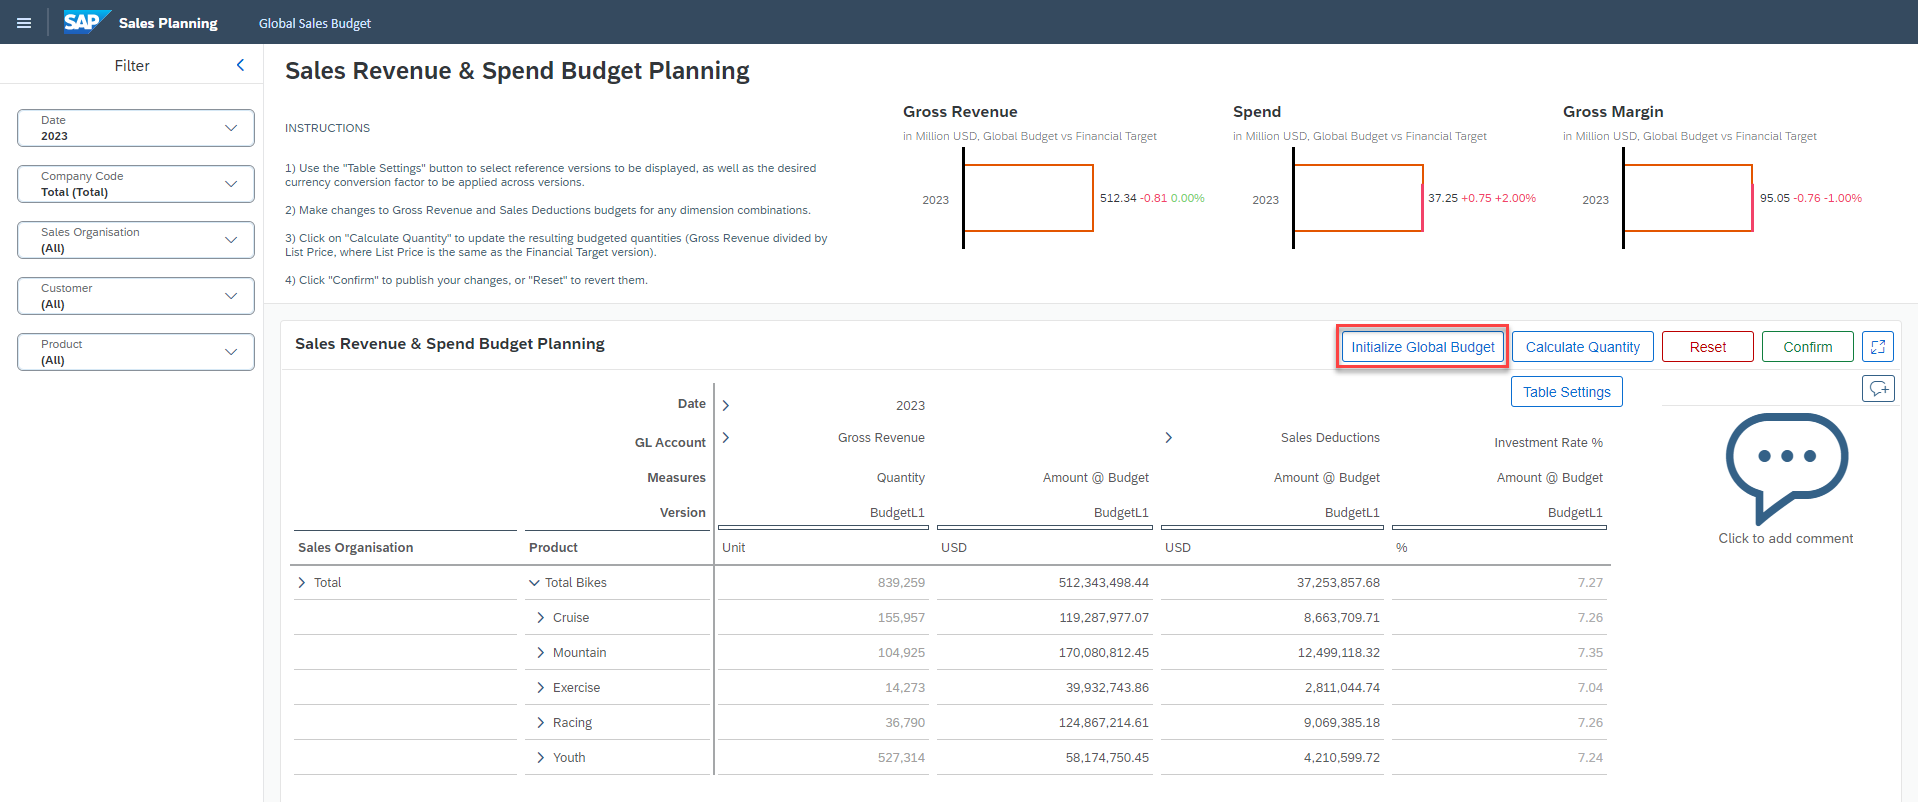 SAP Sales Planning Global Sales Budget
Filter
Date
2023
Company Code
Total (Total)
Sales Organisation
(All)
Customer
(All)
Product
(All)
Sales Revenue & Spend Budget Planning
INSTRUCTIONS
1) Use the "Table Settings" button to select reference versions to be displayed, as well as the desired
currency conversion factor to be applied across versions.
2) Make changes to Gross Revenue and Sales Deductions budgets for any dimension combinations.
3) Click on "Calculate Quantity" to update the resulting budgeted quantities (Gross Revenue divided by
List Price, where List Price is the same as the Financial Target version).
4) Click "Confirm" to publish your changes, or "Reset" to revert them.
Gross Revenue
in Million USD, Global Budget vs Financial Target
2023 512.34 -0.81 0.00%
Spend
in Million USD, Global Budget vs Financial Target
2023 37.25 +0.75 +2.00%
Gross Margin
in Million USD, Global Budget vs Financial Target
2023 95.05 -0.76 -1.00%
Sales Revenue & Spend Budget Planning
Initialize Global Budget Calculate Quantity Reset Confirm
Table Settings
Date 2023
GL Account Gross Revenue Sales Deductions Investment Rate %
Measures Quantity Amount @ Budget Amount @ Budget Amount @ Budget
Version BudgetL1 BudgetL1 BudgetL1 BudgetL1
Sales Organisation Product Unit USD USD %
Total Total Bikes 839,259 512,343,498.44 37,253,857.68 7.27
Cruise 155,957 119,287,977.07 8,663,709.71 7.26
Mountain 104,925 170,080,812.45 12,499,118.32 7.35
Exercise 14,273 39,932,743.86 2,811,044.74 7.04
Racing 36,790 124,867,214.61 9,069,385.18 7.26
Youth 527,314 58,174,750.45 4,210,599.72 7.24
Click to add comment